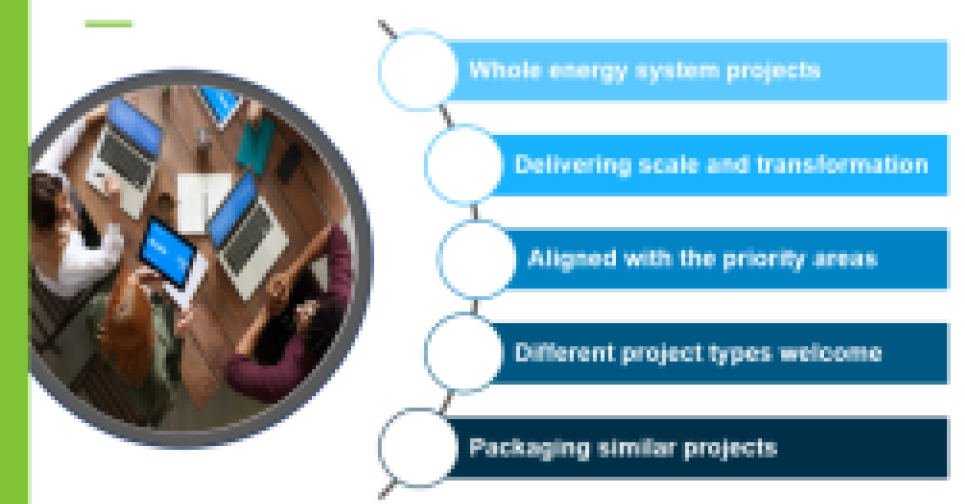 Whole energy system projects
Delivering scale and transformation
Aligned with the priority areas
Different project types welcome
Packaging similar projects